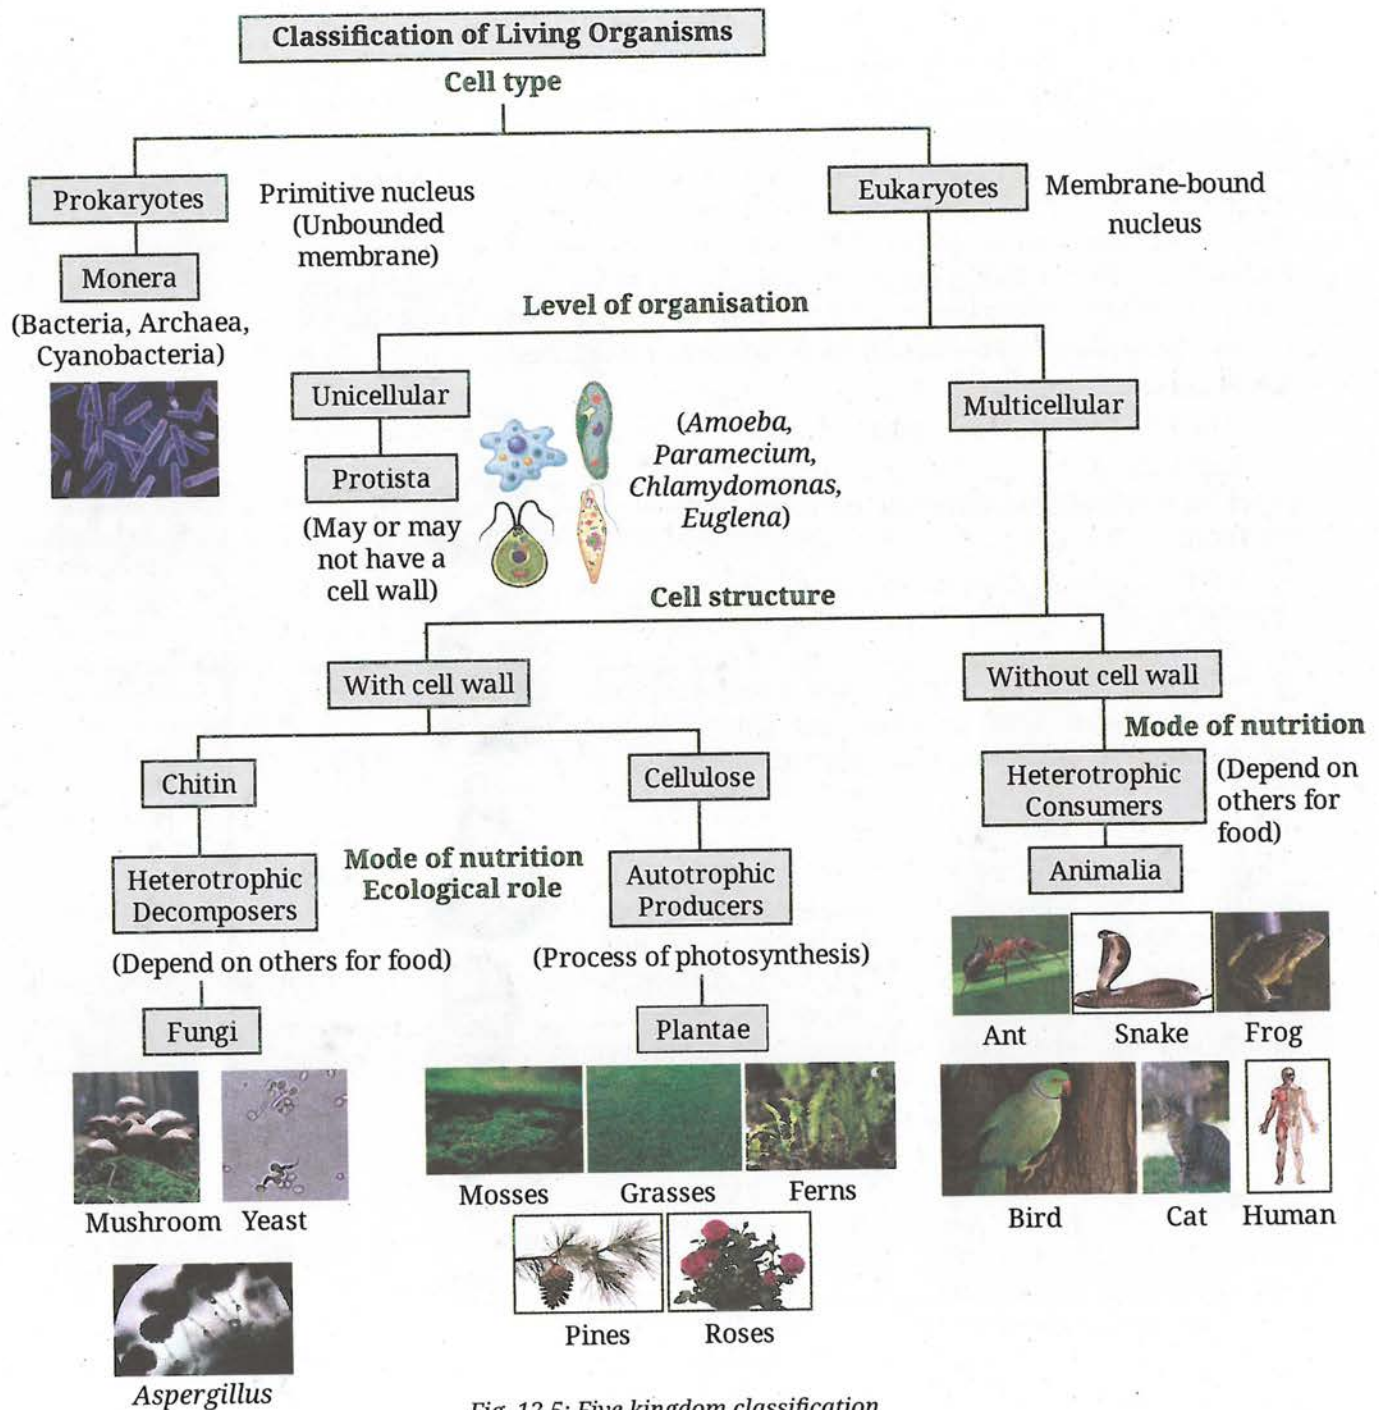 Classification of Living Organisms
Cell type
Prokaryotes
Primitive nucleus
(Unbounded
membrane)
Eukaryotes
Membrane-bound
nucleus
Monera
(Bacteria, Archaea,
Cyanobacteria)
Level of organisation
Unicellular
Multicellular
Protista
(May or may
not have a
cell wall)
(Amoeba,
Paramecium,
Chlamydomonas,
Euglena)
Cell structure
With cell wall
Without cell wall
Mode of nutrition
Chitin
Cellulose
Heterotrophic
Consumers
(Depend on
others for
food)
Heterotrophic
Decomposers
Mode of nutrition
Ecological role
Autotrophic
Producers
Animalia
(Depend on others for food)
(Process of photosynthesis)
Fungi
Plantae
Ant
Snake
Frog
Mushroom
Yeast
Mosses
Grasses
Ferns
Bird
Cat
Human
Pines
Roses
Aspergillus
Fig. 12.5: Five kingdom classification